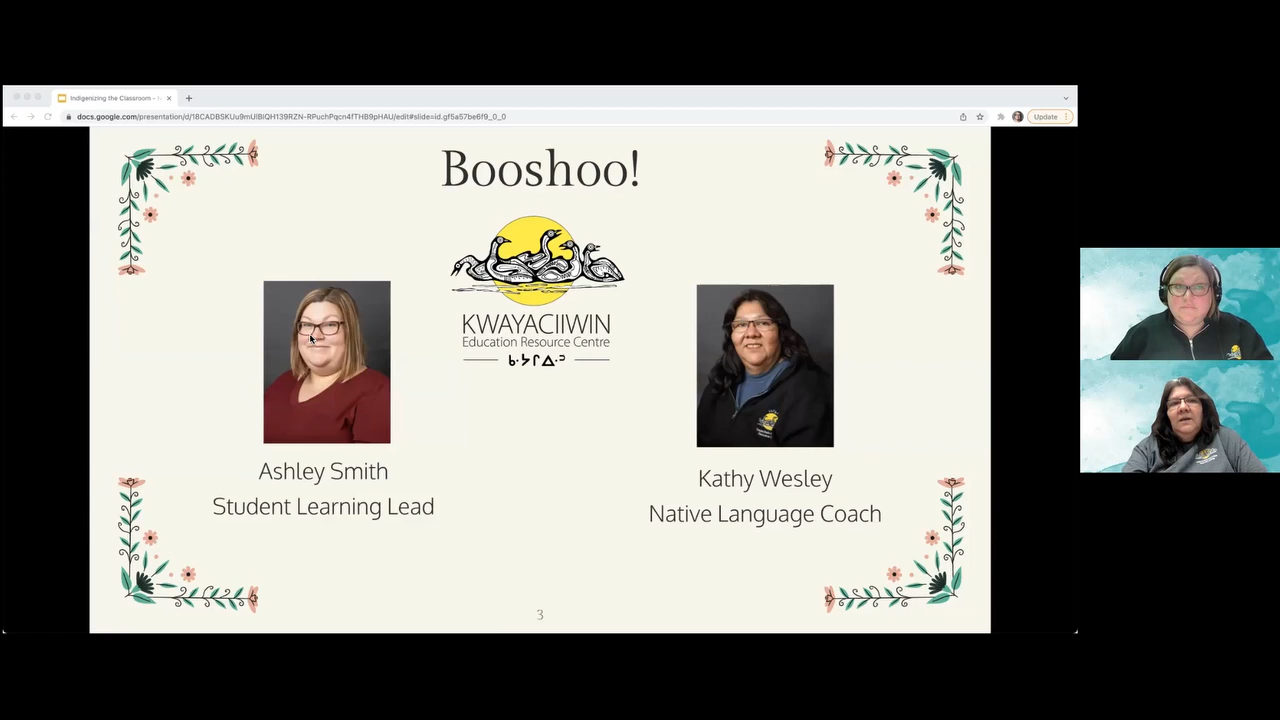 Indigenizing the Classroom -
docs.google.com/presentation/d/18CADBSKUu9mUlBIQH139RZN-RPuchPqcn4fTHB9pHAU/edit#slide=id.gf5a57be6f9_0_0
Update
Booshoo!
KWAYACIIWIN
Education Resource Centre
ᑲᐧᔭᒋᐃᐧᐣ
Ashley Smith
Student Learning Lead
Kathy Wesley
Native Language Coach
3